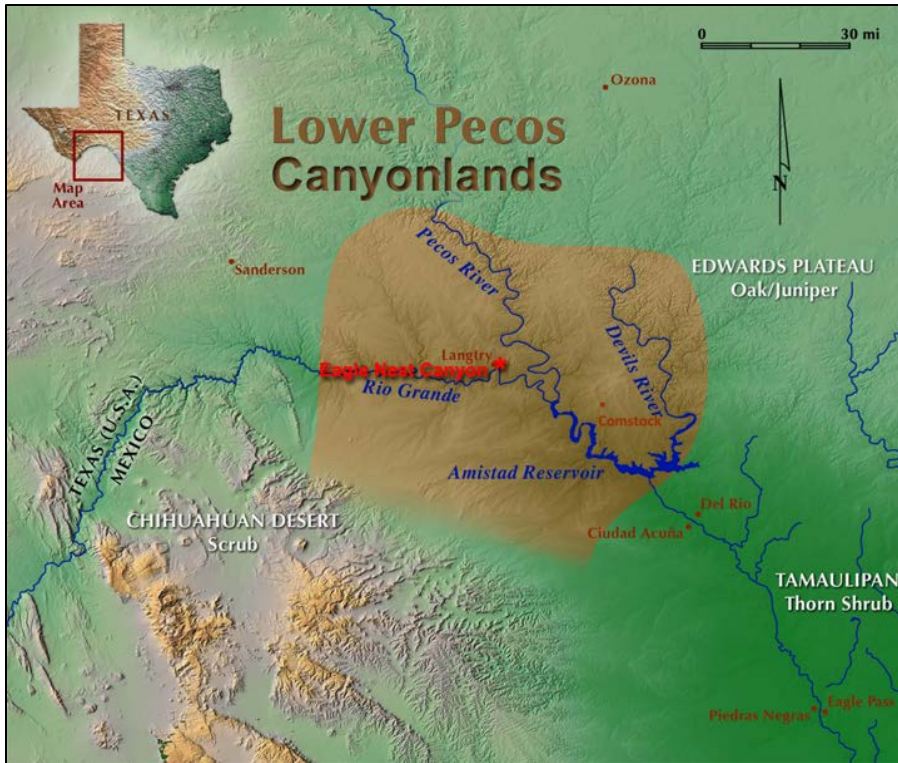 0 30 mi
Ozona
TEXAS
Lower Pecos
Canyonlands
Map
Area
N
Sanderson
Pecos River
EDWARDS PLATEAU
Oak/Juniper
Devils River
Langtry
Eagle Nest Canyon *
Rio Grande
Comstock
TEXAS (U.S.A.)
MEXICO
Amistad Reservoir
Del Rio
CHIHUAHUAN DESERT
Scrub
Ciudad Acuña
TAMAULIPAN
Thorn Shrub
Piedras Negras
Eagle Pass